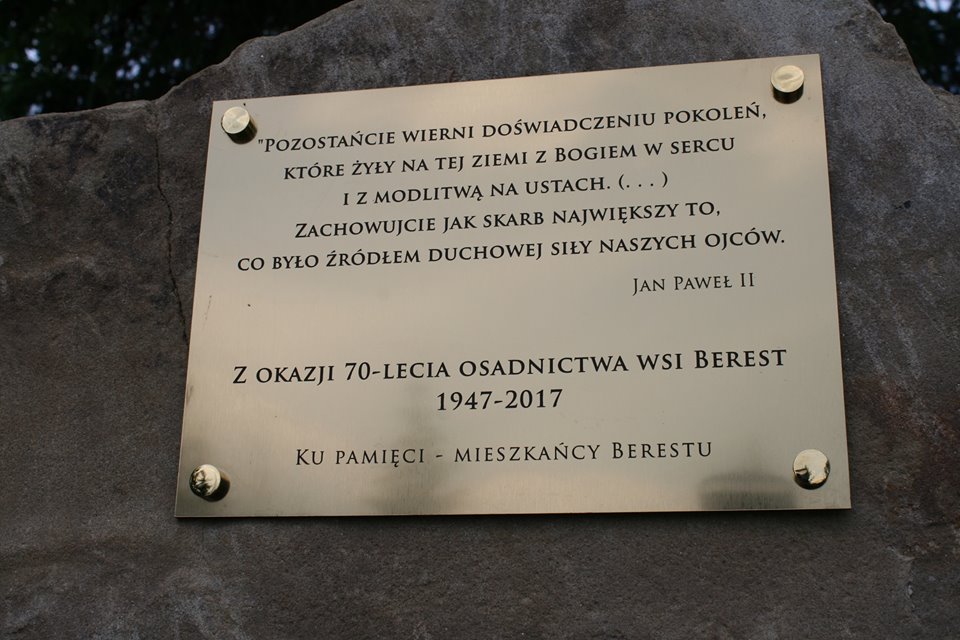 "Pozostańcie wierni doświadczeniu pokoleń,
które żyły na tej ziemi z Bogiem w sercu
i z modlitwą na ustach. (. . . )
Zachowujcie jak skarb największy to,
co było źródłem duchowej siły naszych ojców.
Jan Paweł II
Z okazji 70-lecia osadnictwa wsi Berest
1947-2017
Ku pamięci - mieszkańcy Berestu